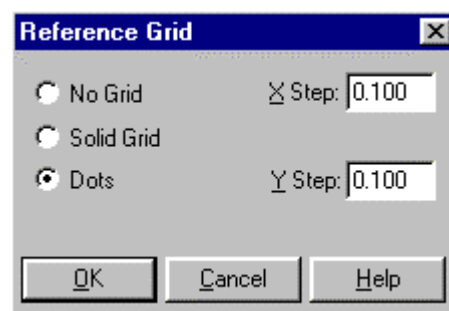 Reference Grid
No Grid X Step: 0.100
Solid Grid
Dots Y Step: 0.100
OK Cancel Help